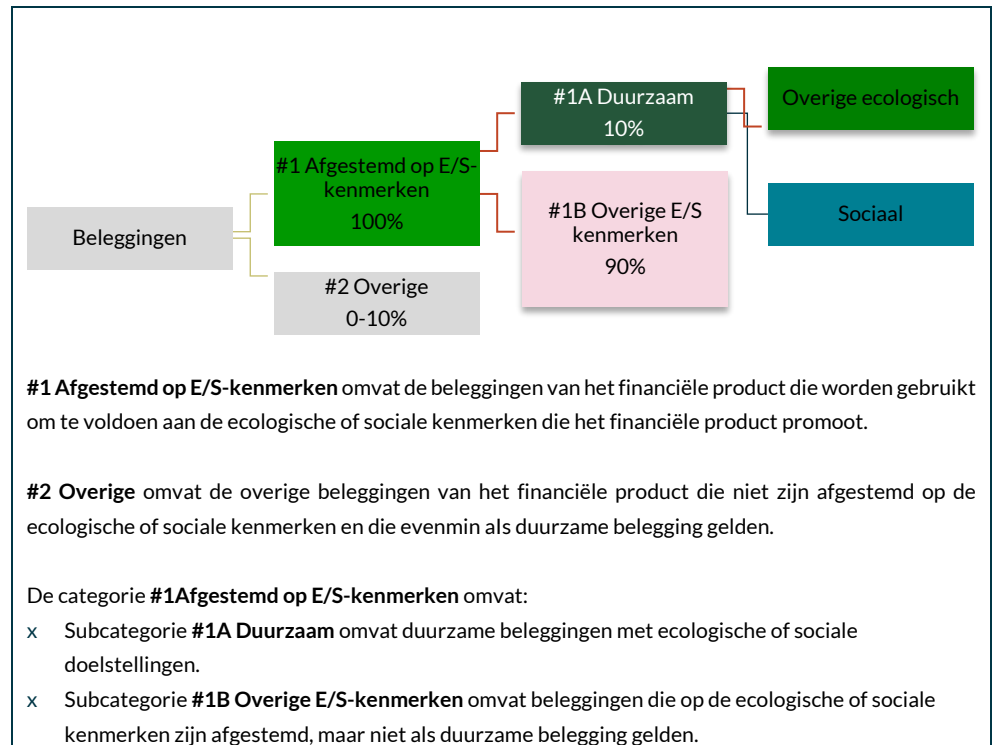 Beleggingen
#1 Afgestemd op E/S-
kenmerken
100%
#2 Overige
0-10%
#1A Duurzaam
10%
#1B Overige E/S
kenmerken
90%
Overige ecologisch
Sociaal
#1 Afgestemd op E/S-kenmerken omvat de beleggingen van het financiële product die worden gebruikt
om te voldoen aan de ecologische of sociale kenmerken die het financiële product promoot.
#2 Overige omvat de overige beleggingen van het financiële product die niet zijn afgestemd op de
ecologische of sociale kenmerken en die evenmin als duurzame belegging gelden.
De categorie #1Afgestemd op E/S-kenmerken omvat:
x Subcategorie #1A Duurzaam omvat duurzame beleggingen met ecologische of sociale
doelstellingen.
x Subcategorie #1B Overige E/S-kenmerken omvat beleggingen die op de ecologische of sociale
kenmerken zijn afgestemd, maar niet als duurzame belegging gelden.